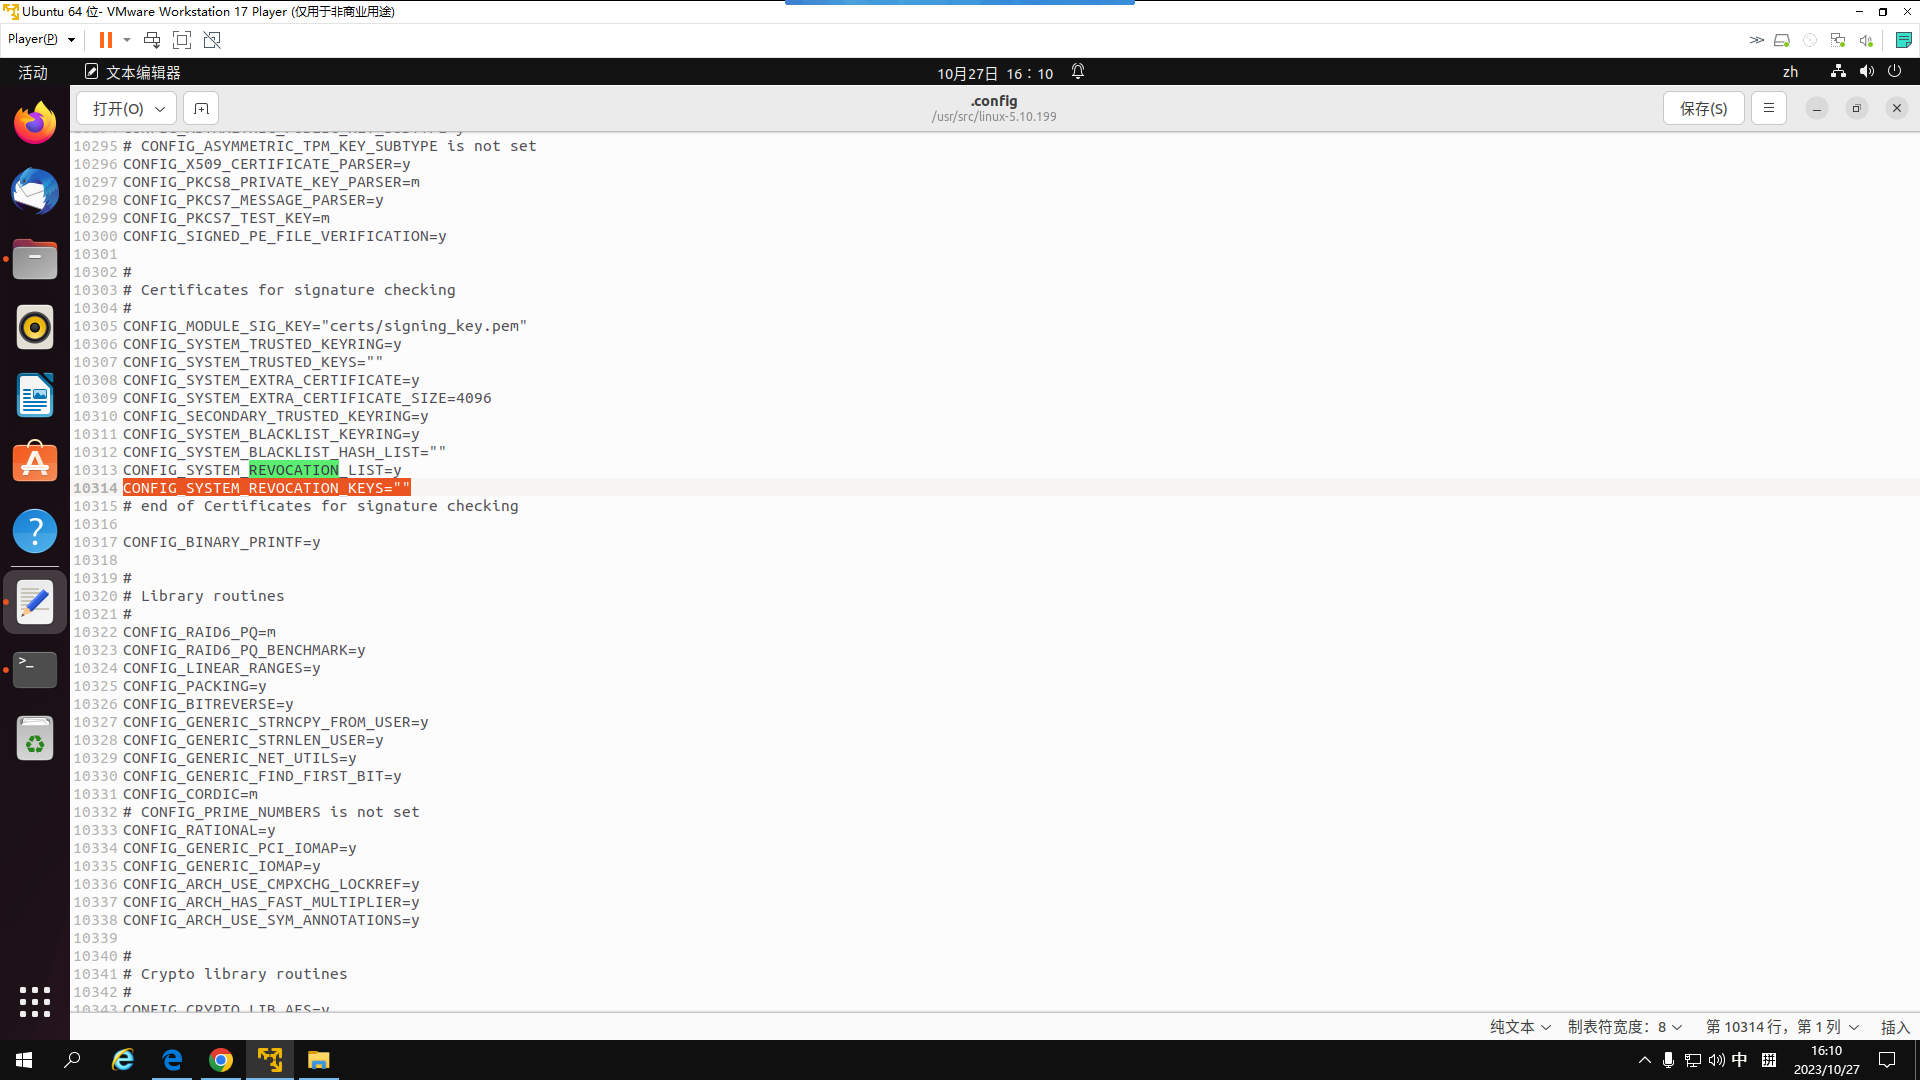 Ubuntu 64 位- VMware Workstation 17 Player (仅用于非商业用途)
Player(P)
活动
文本编辑器
10月27日 16：10
zh
打开(O)
.config
/usr/src/linux-5.10.199
保存(S)
10295 # CONFIG_ASYMMETRIC_TPM_KEY_SUBTYPE is not set
10296 CONFIG_X509_CERTIFICATE_PARSER=y
10297 CONFIG_PKCS8_PRIVATE_KEY_PARSER=m
10298 CONFIG_PKCS7_MESSAGE_PARSER=y
10299 CONFIG_PKCS7_TEST_KEY=m
10300 CONFIG_SIGNED_PE_FILE_VERIFICATION=y
10301
10302 #
10303 # Certificates for signature checking
10304 #
10305 CONFIG_MODULE_SIG_KEY="certs/signing_key.pem"
10306 CONFIG_SYSTEM_TRUSTED_KEYRING=y
10307 CONFIG_SYSTEM_TRUSTED_KEYS=""
10308 CONFIG_SYSTEM_EXTRA_CERTIFICATE=y
10309 CONFIG_SYSTEM_EXTRA_CERTIFICATE_SIZE=4096
10310 CONFIG_SECONDARY_TRUSTED_KEYRING=y
10311 CONFIG_SYSTEM_BLACKLIST_KEYRING=y
10312 CONFIG_SYSTEM_BLACKLIST_HASH_LIST=""
10313 CONFIG_SYSTEM_REVOCATION_LIST=y
10314 CONFIG_SYSTEM_REVOCATION_KEYS=""
10315 # end of Certificates for signature checking
10316
10317 CONFIG_BINARY_PRINTF=y
10318
10319 #
10320 # Library routines
10321 #
10322 CONFIG_RAID6_PQ=m
10323 CONFIG_RAID6_PQ_BENCHMARK=y
10324 CONFIG_LINEAR_RANGES=y
10325 CONFIG_PACKING=y
10326 CONFIG_BITREVERSE=y
10327 CONFIG_GENERIC_STRNCPY_FROM_USER=y
10328 CONFIG_GENERIC_STRNLEN_USER=y
10329 CONFIG_GENERIC_NET_UTILS=y
10330 CONFIG_GENERIC_FIND_FIRST_BIT=y
10331 CONFIG_CORDIC=m
10332 # CONFIG_PRIME_NUMBERS is not set
10333 CONFIG_RATIONAL=y
10334 CONFIG_GENERIC_PCI_IOMAP=y
10335 CONFIG_GENERIC_IOMAP=y
10336 CONFIG_ARCH_USE_CMPXCHG_LOCKREF=y
10337 CONFIG_ARCH_HAS_FAST_MULTIPLIER=y
10338 CONFIG_ARCH_USE_SYM_ANNOTATIONS=y
10339
10340 #
10341 # Crypto library routines
10342 #
10343 CONFIG_CRYPTO_LIB_AES=y
纯文本
制表符宽度：8
第 10314 行，第 1 列
插入
中
拼
16:10
2023/10/27